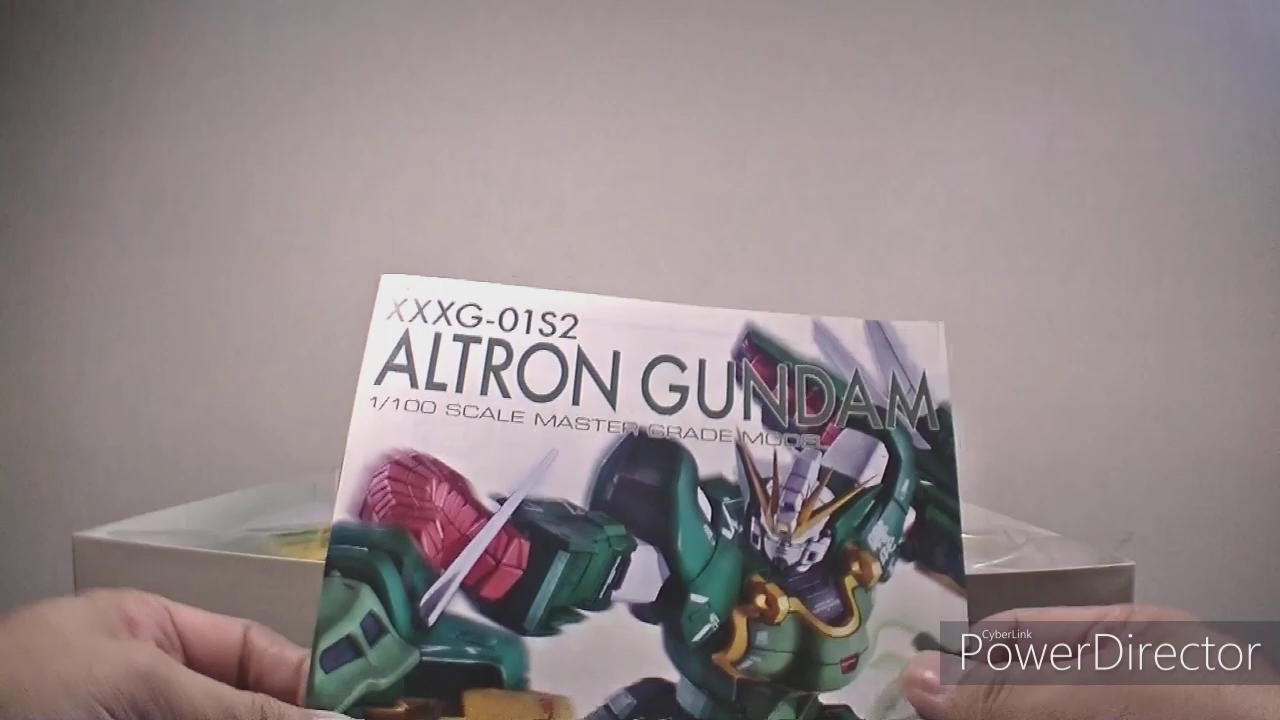 XXXG-01S2
ALTRON GUNDAM
1/100 SCALE MASTER GRADE MODEL
CyberLink
PowerDirector